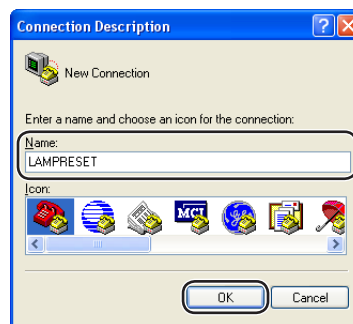 Connection Description
New Connection
Enter a name and choose an icon for the connection:
Name:
LAMPRESET
Icon:
MCI
OK
Cancel